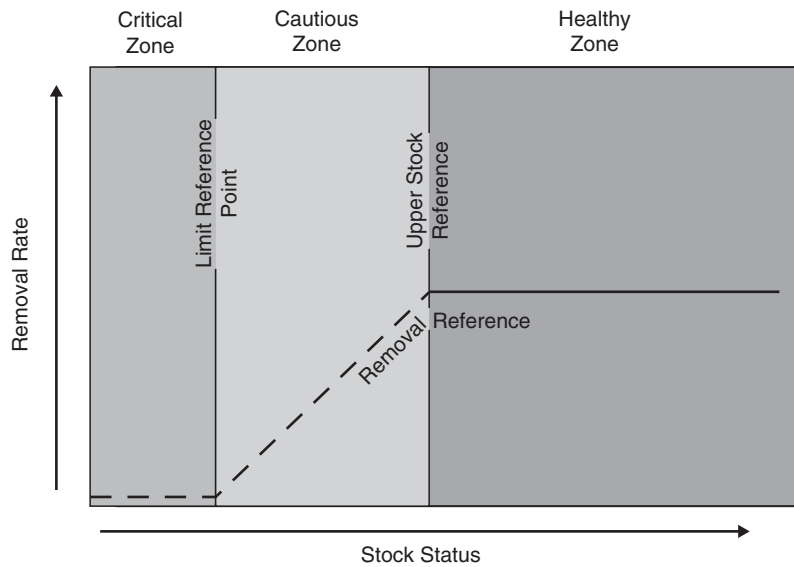 Critical
Zone
Cautious
Zone
Healthy
Zone
Removal Rate
Limit Reference
Point
Upper Stock
Reference
Removal Reference
Stock Status